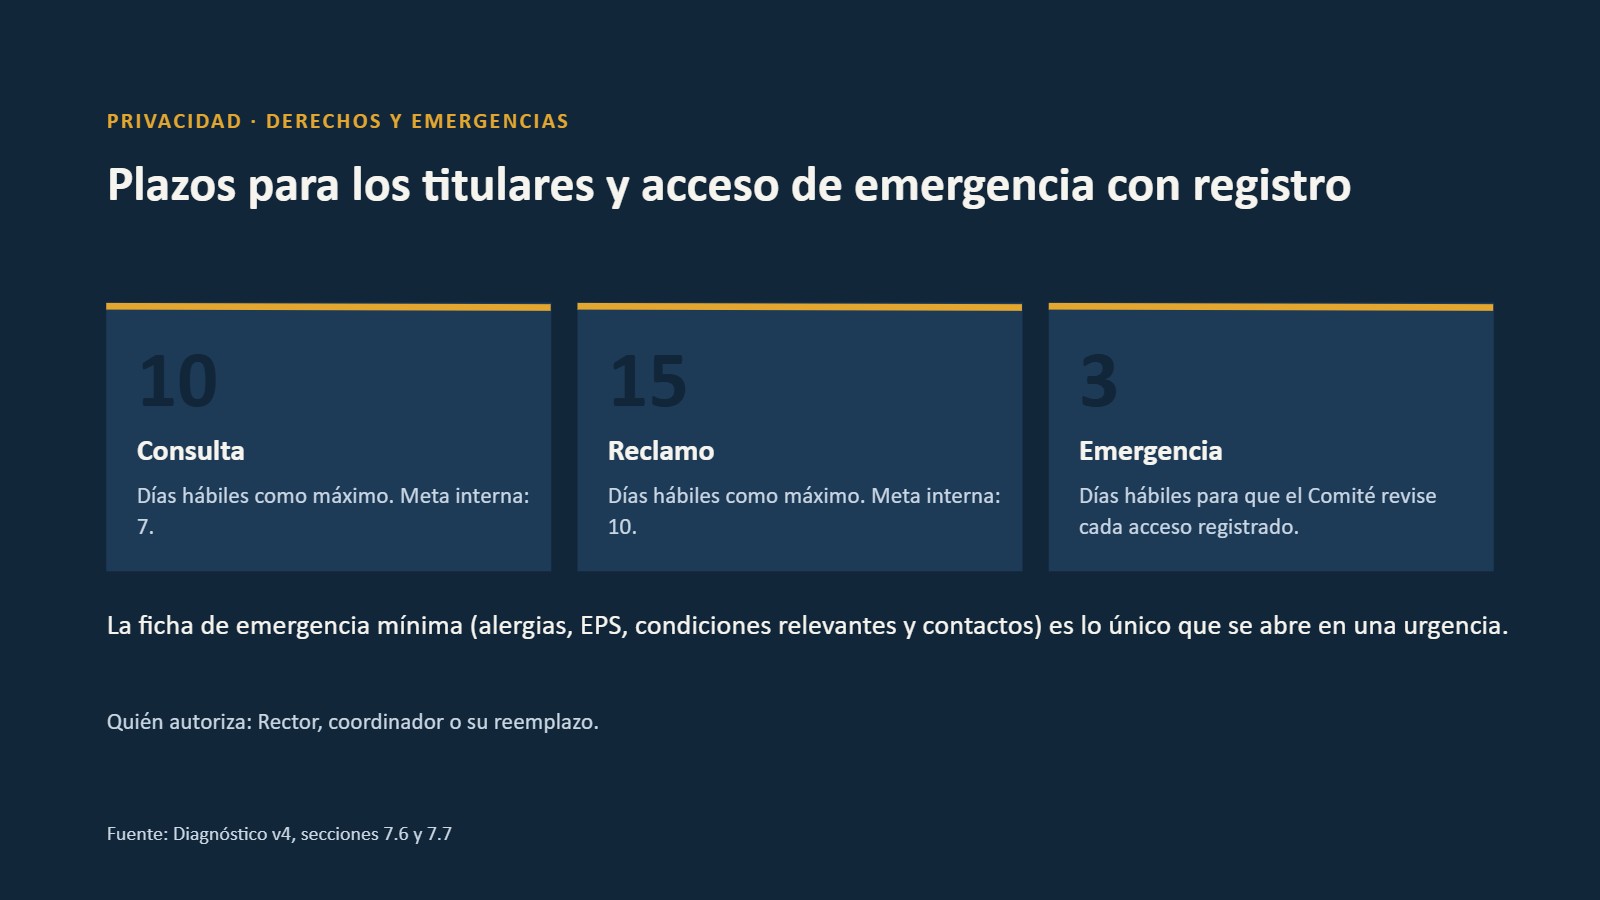 PRIVACIDAD · DERECHOS Y EMERGENCIAS
Plazos para los titulares y acceso de emergencia con registro
10
Consulta
Días hábiles como máximo. Meta interna:
7.
15
Reclamo
Días hábiles como máximo. Meta interna:
10.
3
Emergencia
Días hábiles para que el Comité revise
cada acceso registrado.
La ficha de emergencia mínima (alergias, EPS, condiciones relevantes y contactos) es lo único que se abre en una urgencia.
Quién autoriza: Rector, coordinador o su reemplazo.
Fuente: Diagnóstico v4, secciones 7.6 y 7.7